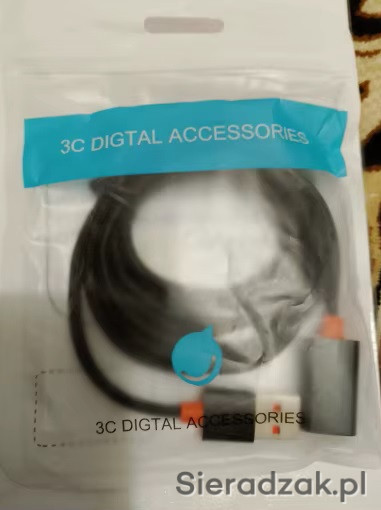 3C DIGTAL ACCESSORIES
3C DIGTAL ACCESSORIES
Sieradzak.pl